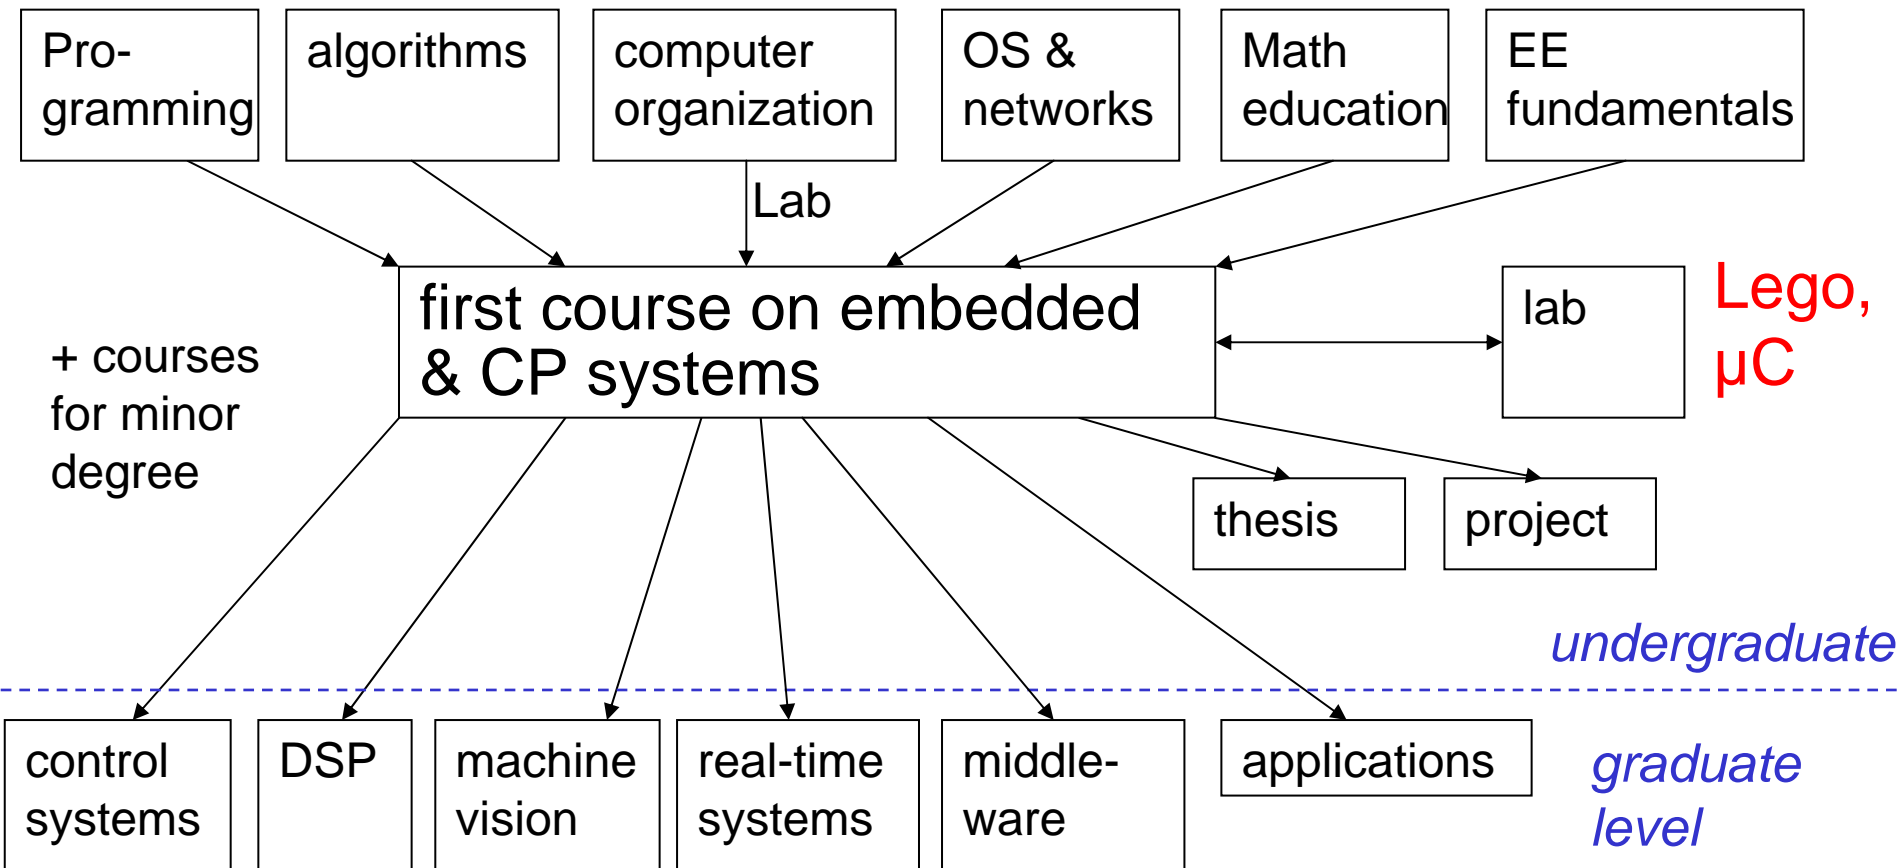 Pro-
gramming
algorithms
computer
organization
OS &
networks
Math
education
EE
fundamentals
Lab
first course on embedded
& CP systems
lab
Lego,
µC
+ courses
for minor
degree
thesis
project
undergraduate
control
systems
DSP
machine
vision
real-time
systems
middle-
ware
applications
graduate
level